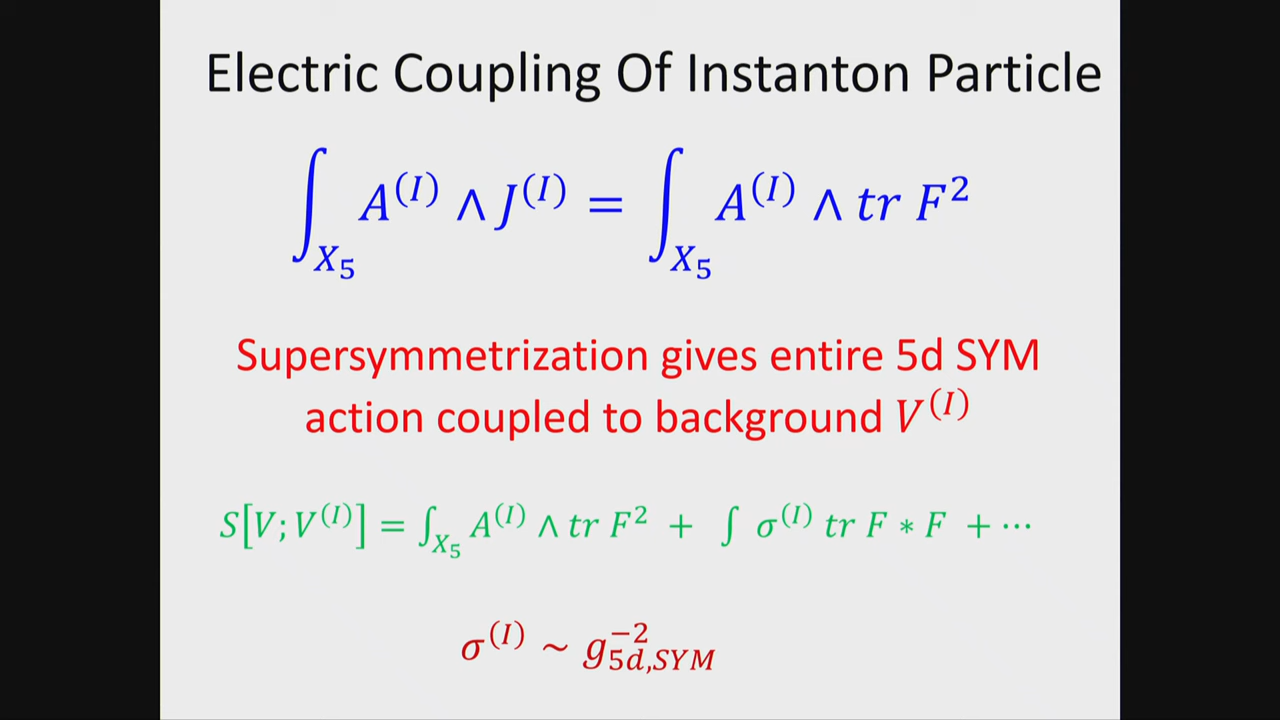 Electric Coupling Of Instanton Particle
∫_{X_5} A^{(I)} ∧ J^{(I)} = ∫_{X_5} A^{(I)} ∧ tr F^2
Supersymmetrization gives entire 5d SYM
action coupled to background V^{(I)}
S[V; V^{(I)}] = ∫_{X_5} A^{(I)} ∧ tr F^2 + ∫ σ^{(I)} tr F ∗ F + ⋯
σ^{(I)} ~ g_{5d,SYM}^{-2}